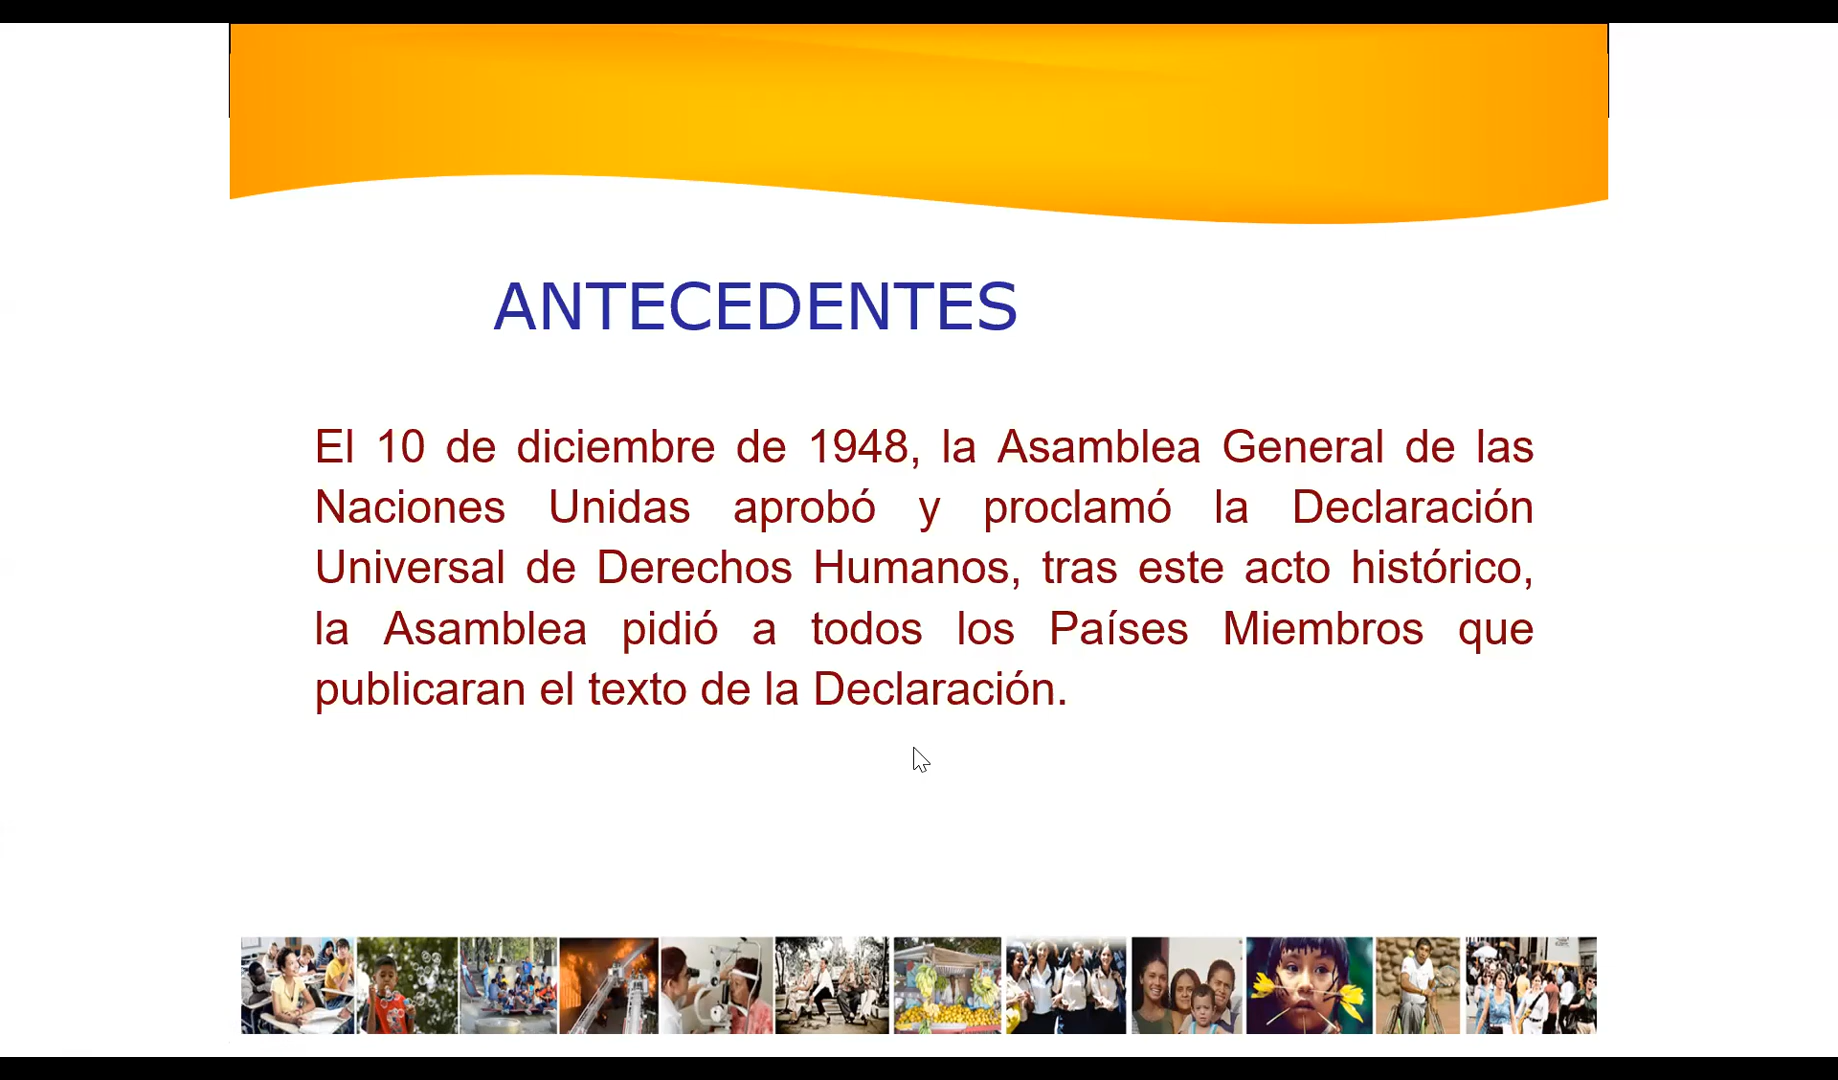 ANTECEDENTES
El 10 de diciembre de 1948, la Asamblea General de las
Naciones Unidas aprobó y proclamó la Declaración
Universal de Derechos Humanos, tras este acto histórico,
la Asamblea pidió a todos los Países Miembros que
publicaran el texto de la Declaración.